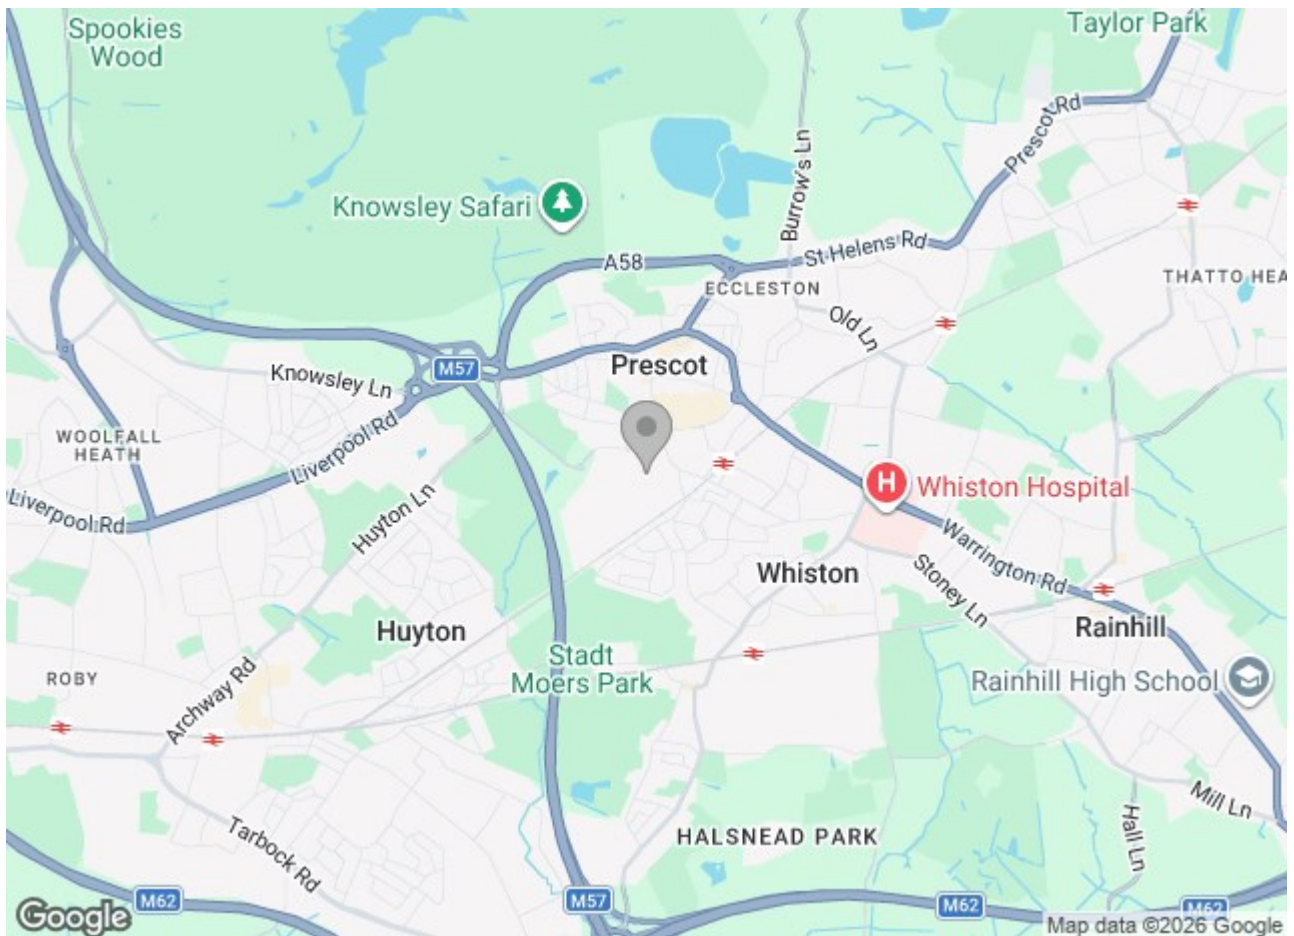 Spookies
Wood
Taylor Park
Prescot Rd
Burrow's Ln
Knowsley Safari
St Helens Rd
A58
ECCLESTON
THATTO HEA
Old Ln
Prescot
M57
Knowsley Ln
Liverpool Rd
WOOLFALL
HEATH
Liverpool Rd
Huyton Ln
H
Whiston Hospital
Warrington Rd
Stoney Ln
Whiston
Huyton
Rainhill
Stadt
Moers Park
Rainhill High School
ROBY
Archway Rd
Mill Ln
Hall Ln
Tarbock Rd
HALSNEAD PARK
M62
M57
M62
M62
Google
Map data ©2026 Google